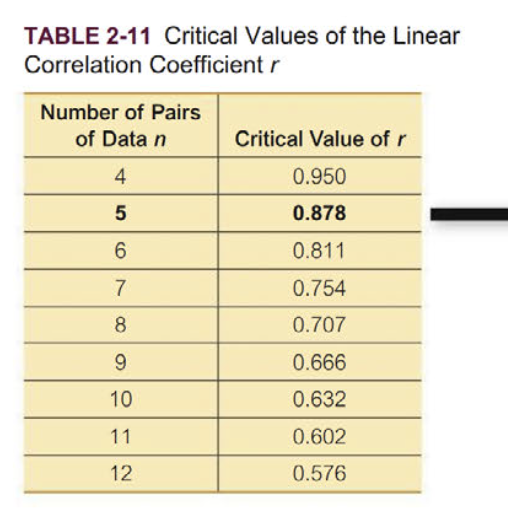 TABLE 2-11 Critical Values of the Linear
Correlation Coefficient r
Number of Pairs
of Data n Critical Value of r
4 0.950
5 0.878
6 0.811
7 0.754
8 0.707
9 0.666
10 0.632
11 0.602
12 0.576